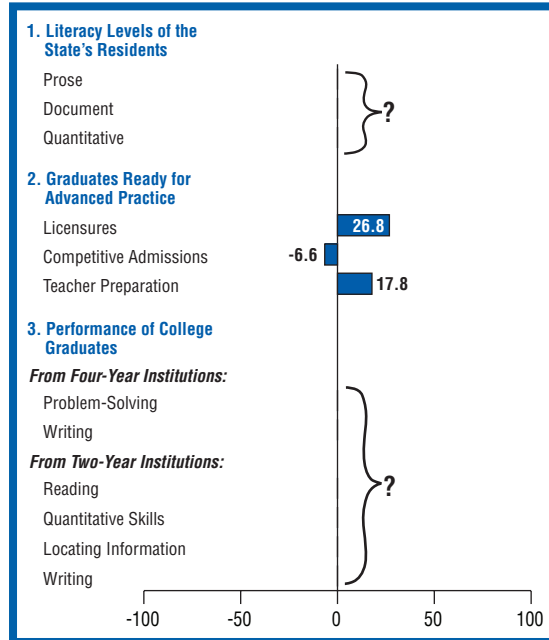 1. Literacy Levels of the
State's Residents
Prose
Document
Quantitative
?
2. Graduates Ready for
Advanced Practice
Licensures
26.8
Competitive Admissions
-6.6
Teacher Preparation
17.8
3. Performance of College
Graduates
From Four-Year Institutions:
Problem-Solving
Writing
From Two-Year Institutions:
Reading
?
Quantitative Skills
Locating Information
Writing
-100 -50 0 50 100